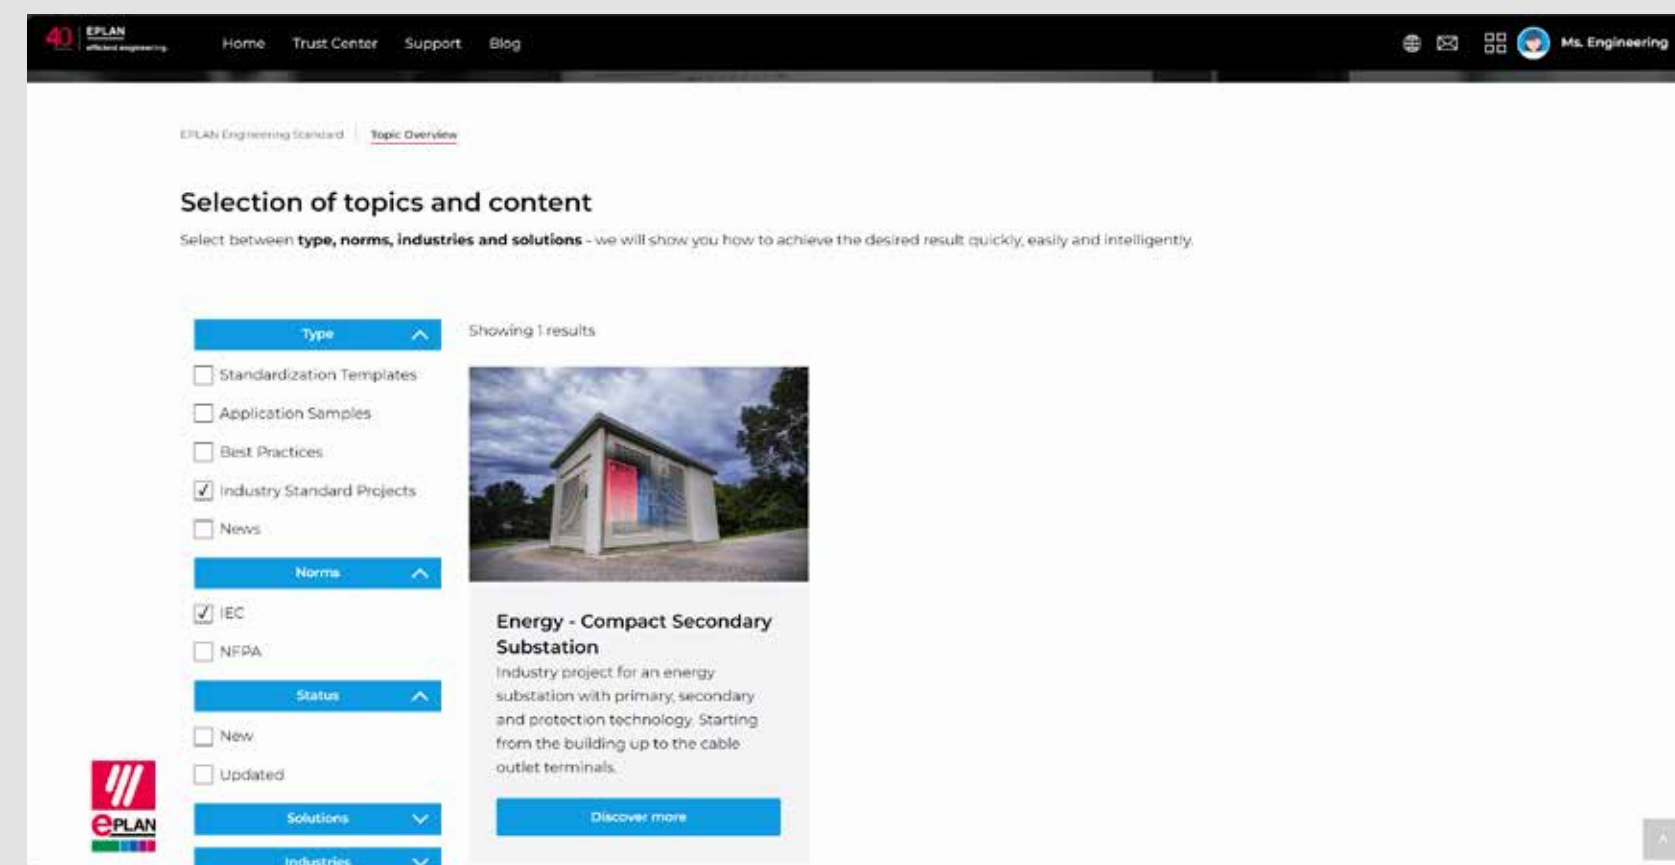 40 EPLAN
efficient engineering.
Home Trust Center Support Blog
Ms. Engineering
EPLAN Engineering Standard Topic Overview
Selection of topics and content
Select between type, norms, industries and solutions - we will show you how to achieve the desired result quickly, easily and intelligently.
Type
Showing 1 results
Standardization Templates
Application Samples
Best Practices
Industry Standard Projects
News
Norms
IEC
NFPA
Status
New
Updated
Solutions
Industries
Energy - Compact Secondary
Substation
Industry project for an energy
substation with primary, secondary
and protection technology. Starting
from the building up to the cable
outlet terminals.
Discover more
ePLAN